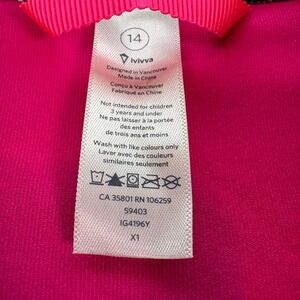 14
ivivva
Designed in Vancouver
Made in China
Conçu à Vancouver
Fabriqué en Chine
Not intended for children
3 years and under
Ne pas laisser à la portée
des enfants
de trois ans et moins
Wash with like colours only
Laver avec des couleurs
similaires seulement
CA 35801 RN 106259
59403
IG4196Y
X1